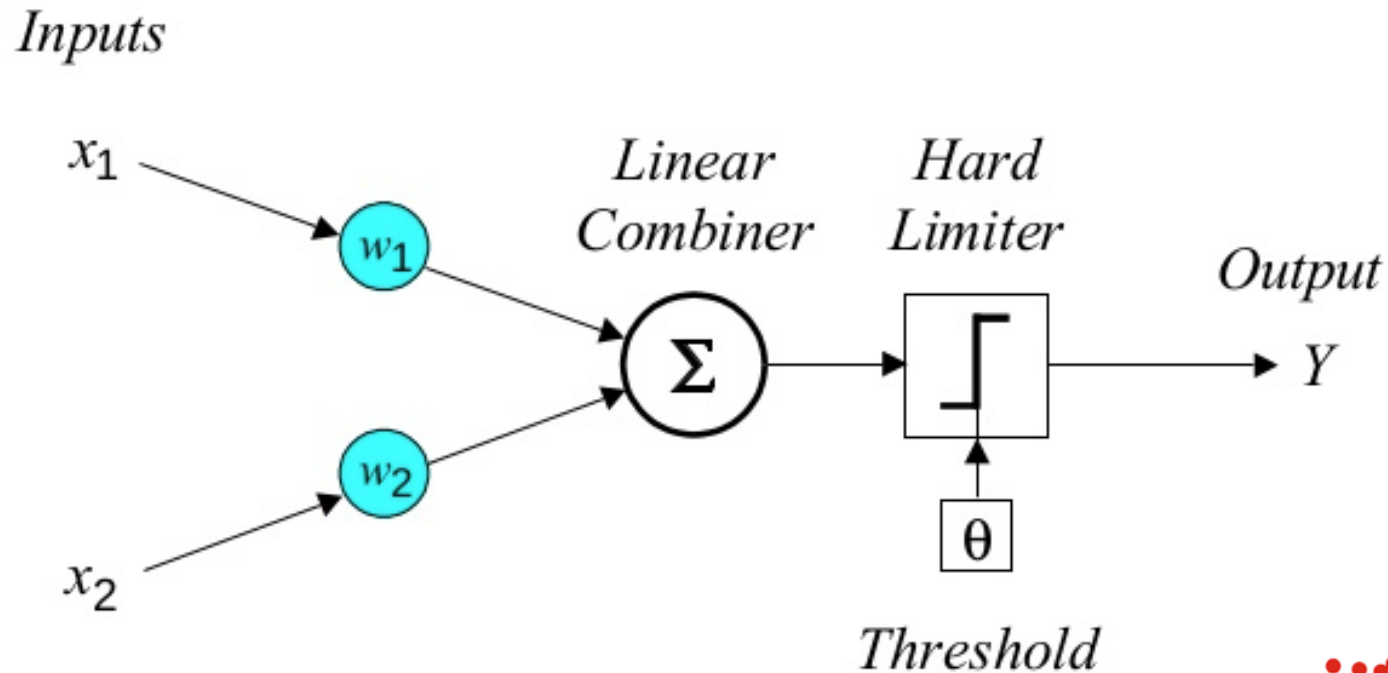 Inputs
x1
Linear
Combiner
Hard
Limiter
w1
Output
Σ
Y
w2
θ
x2
Threshold